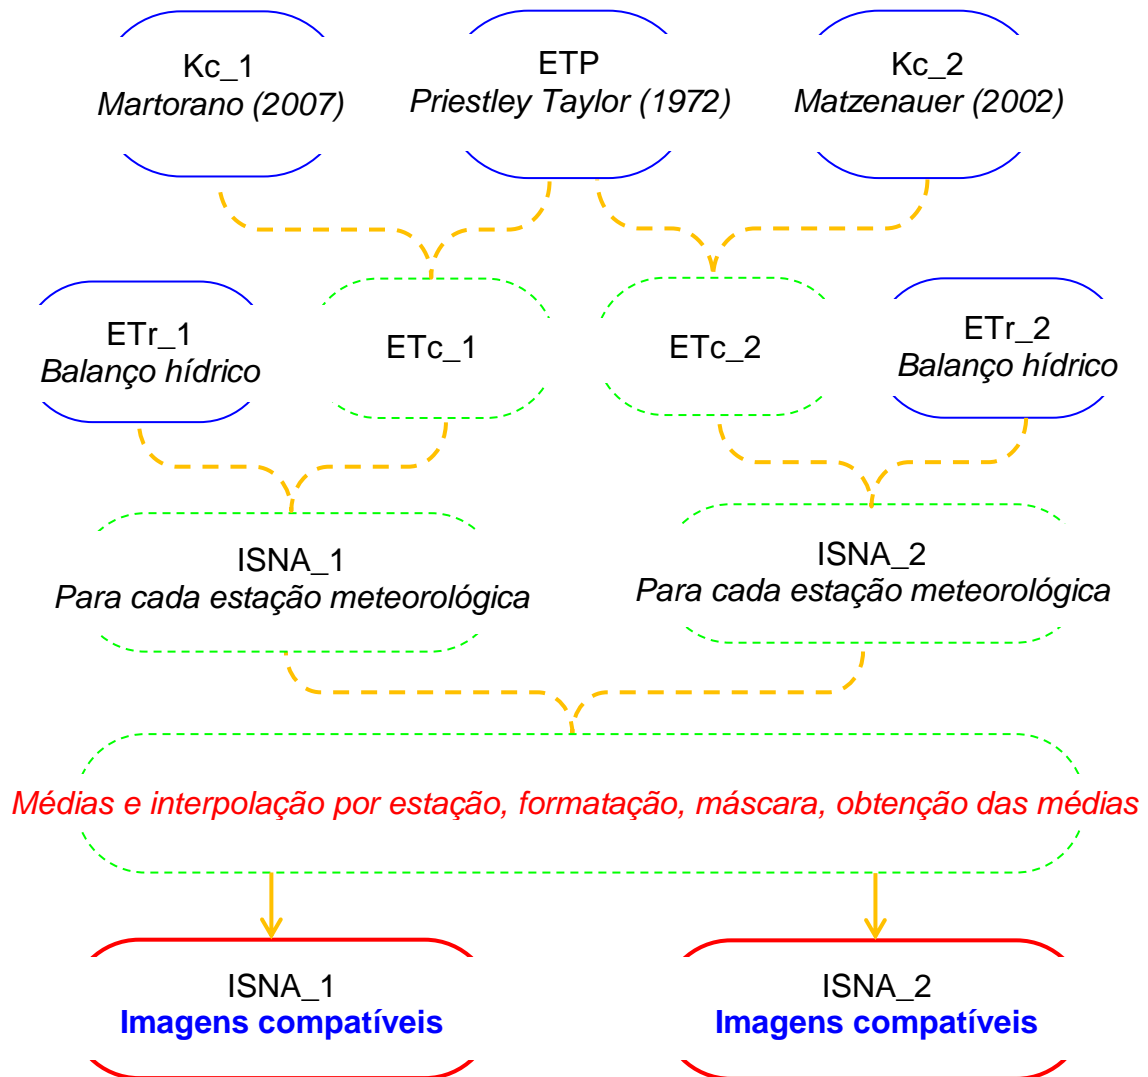 Kc_1
Martorano (2007)
ETP
Priestley Taylor (1972)
Kc_2
Matzenauer (2002)
ETr_1
Balanço hídrico
ETc_1
ETc_2
ETr_2
Balanço hídrico
ISNA_1
Para cada estação meteorológica
ISNA_2
Para cada estação meteorológica
Médias e interpolação por estação, formatação, máscara, obtenção das médias
ISNA_1
Imagens compatíveis
ISNA_2
Imagens compatíveis